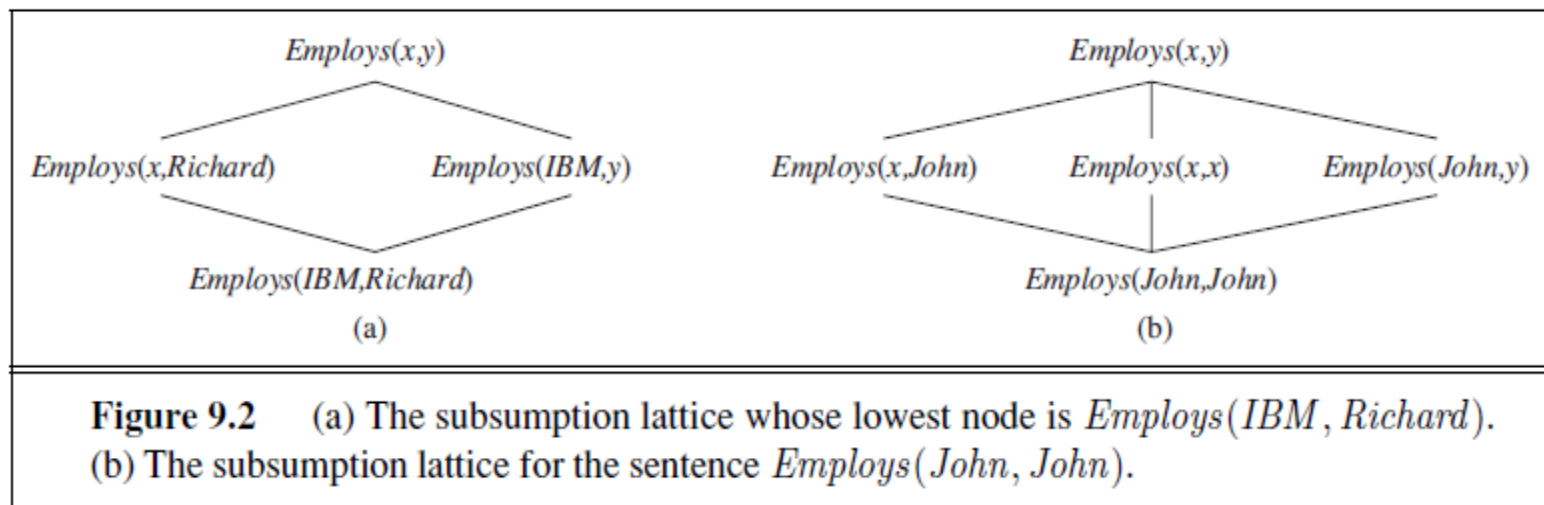 Employs(x,y) Employs(x,y)
Employs(x,Richard) Employs(IBM,y) Employs(x,John) Employs(x,x) Employs(John,y)
Employs(IBM,Richard) Employs(John,John)
(a) (b)
Figure 9.2 (a) The subsumption lattice whose lowest node is Employs(IBM, Richard).
(b) The subsumption lattice for the sentence Employs(John, John).